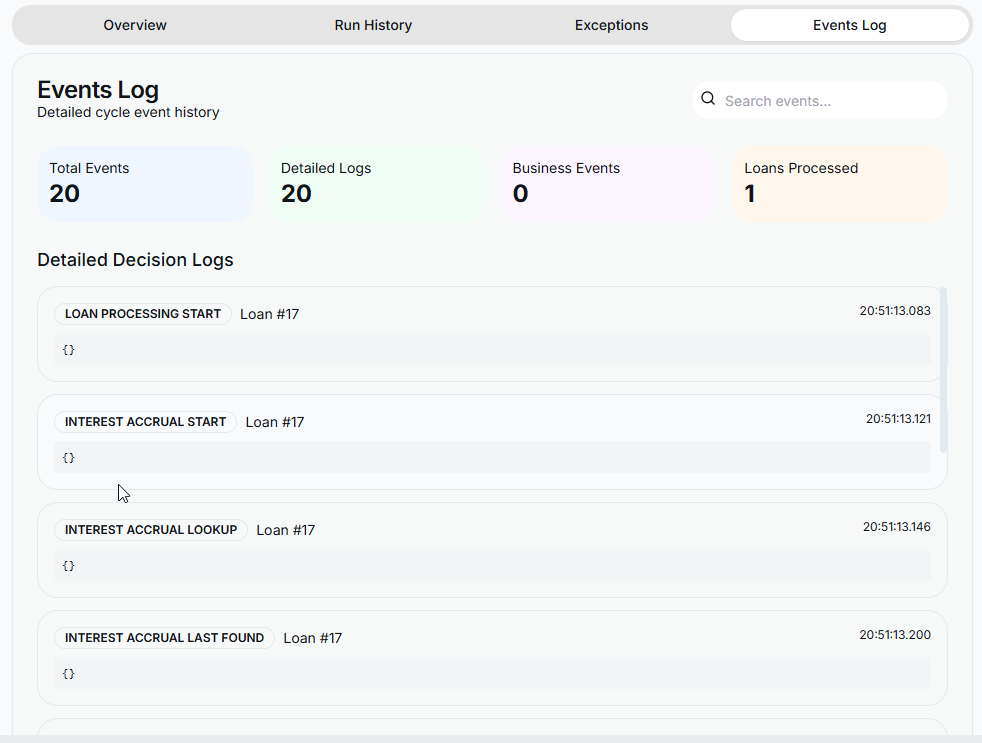 Overview Run History Exceptions Events Log
Events Log
Detailed cycle event history
Search events...
Total Events Detailed Logs Business Events Loans Processed
20 20 0 1
Detailed Decision Logs
LOAN PROCESSING START Loan #17 20:51:13.083
{}
INTEREST ACCRUAL START Loan #17 20:51:13.121
{}
INTEREST ACCRUAL LOOKUP Loan #17 20:51:13.146
{}
INTEREST ACCRUAL LAST FOUND Loan #17 20:51:13.200
{}